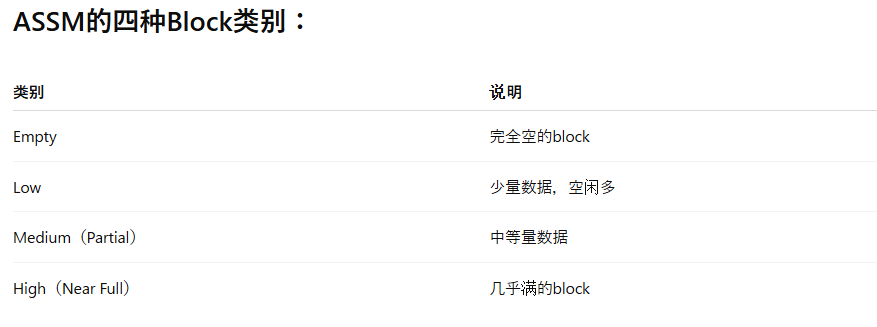 ASSM的四种Block类别：
类别 说明
Empty 完全空的block
Low 少量数据，空闲多
Medium（Partial） 中等量数据
High（Near Full） 几乎满的block